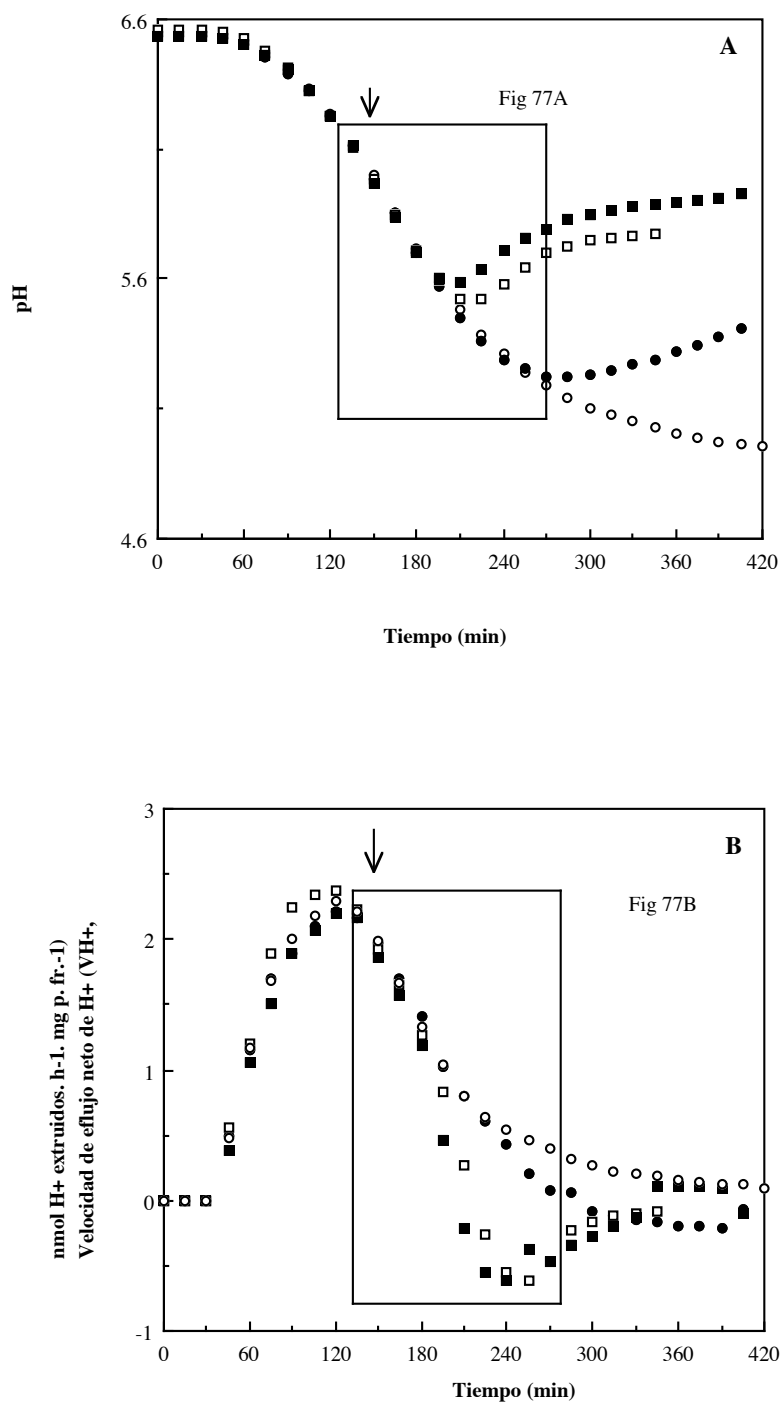 6.6
A
Fig 77A
5.6
pH
4.6
0 60 120 180 240 300 360 420
Tiempo (min)
3
B
Fig 77B
2
nmol H+ extruidos. h-1. mg p. fr.-1)
Velocidad de eflujo neto de H+ (VH+,
1
0
-1
0 60 120 180 240 300 360 420
Tiempo (min)